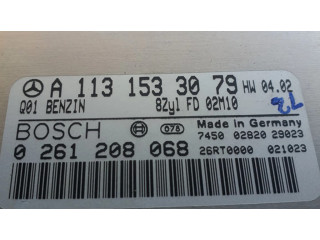 A 113 153 30 79 HW 04.02
Q01 BENZIN 8Zyl FD 02M10
BOSCH 075 Made in Germany
7450 02820 29023
0 261 208 068 26RT0000 021023